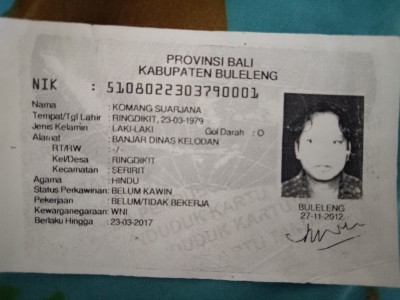 PROVINSI BALI
KABUPATEN BULELENG
NIK : 5108022303790001
Nama : KOMANG SUARJANA
Tempat/Tgl Lahir : RINGDIKIT, 23-03-1979
Jenis Kelamin : LAKI-LAKI Gol Darah : O
Alamat : BANJAR DINAS KELODAN
RT/RW : -/-
Kel/Desa : RINGDIKIT
Kecamatan : SERIRIT
Agama : HINDU
Status Perkawinan: BELUM KAWIN
Pekerjaan : BELUM/TIDAK BEKERJA
Kewarganegaraan: WNI
Berlaku Hingga : 23-03-2017
BULELENG
27-11-2012